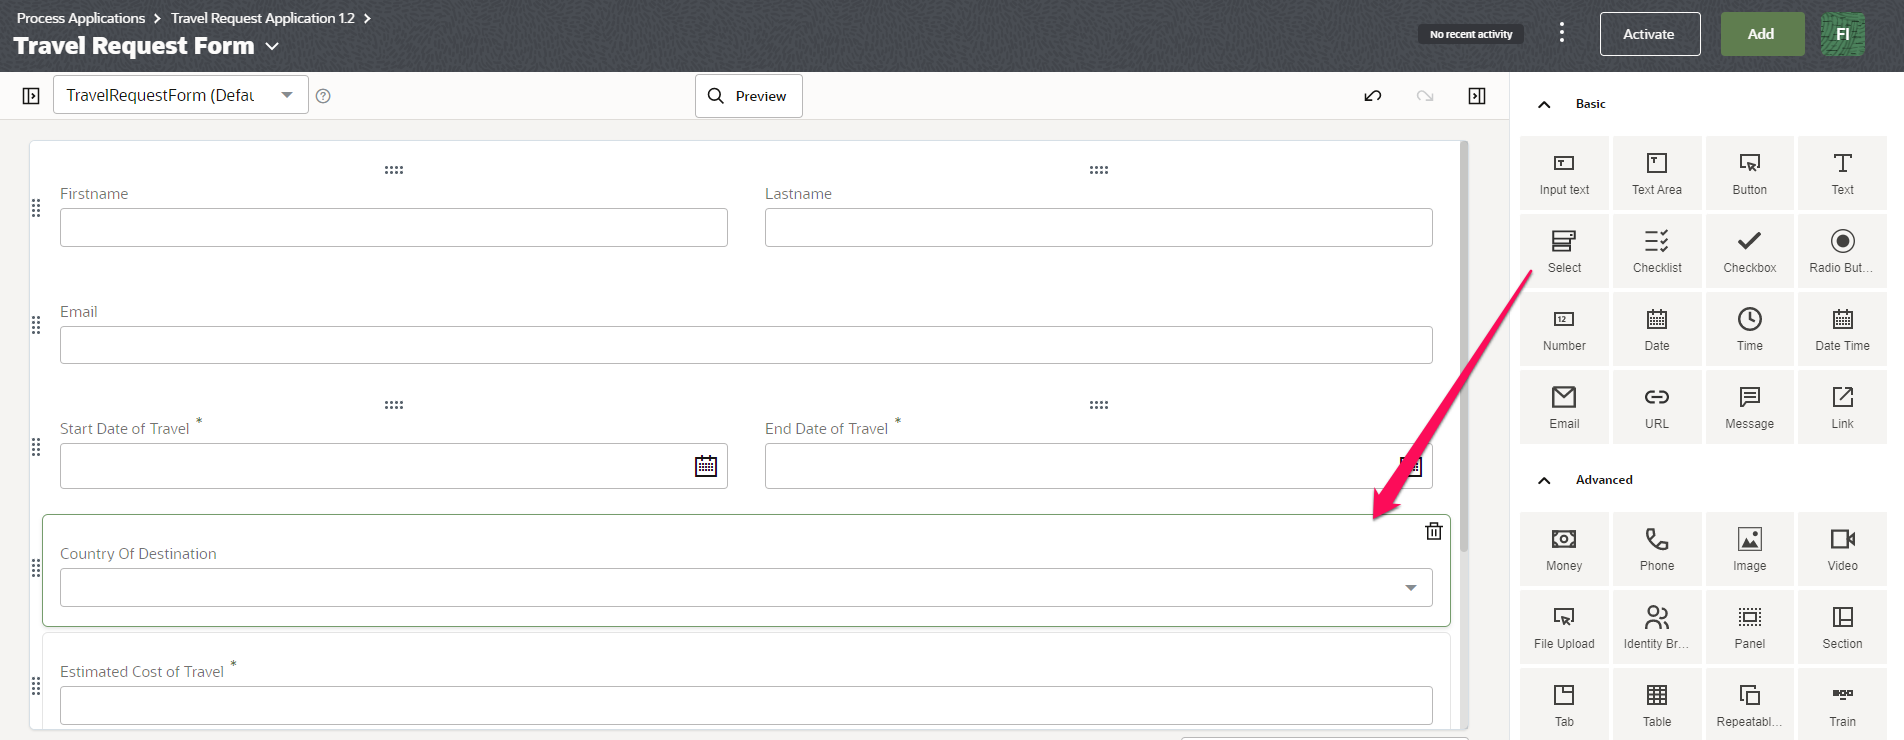 Process Applications > Travel Request Application 1.2 >
Travel Request Form
No recent activity
Activate
Add
FI
TravelRequestForm (Defau
?
Preview
Firstname
Lastname
Email
Start Date of Travel *
End Date of Travel *
Country Of Destination
Estimated Cost of Travel *
Basic
Input text
Text Area
Button
Text
Select
Checklist
Checkbox
Radio But...
Number
Date
Time
Date Time
Email
URL
Message
Link
Advanced
Money
Phone
Image
Video
File Upload
Identity Br...
Panel
Section
Tab
Table
Repeatabl...
Train